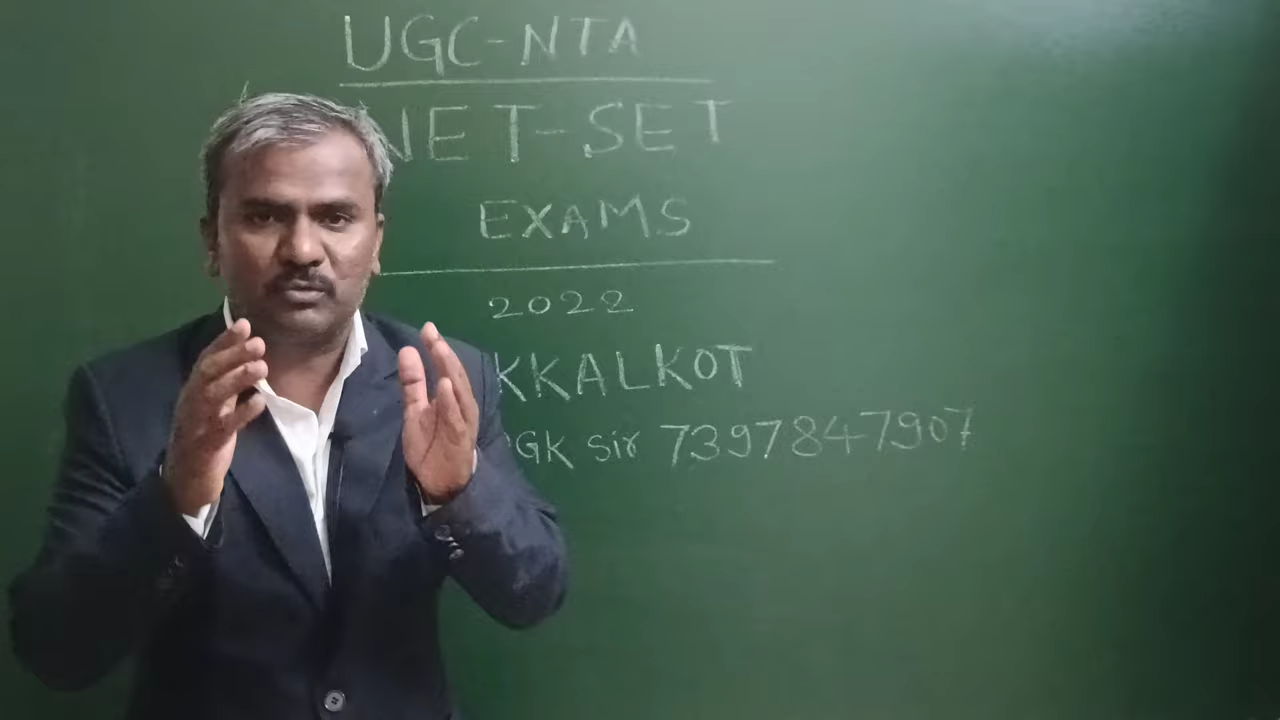 UGC-NTA
NET-SET
EXAMS
2022
KKALKOT
GK Sir 7397847907